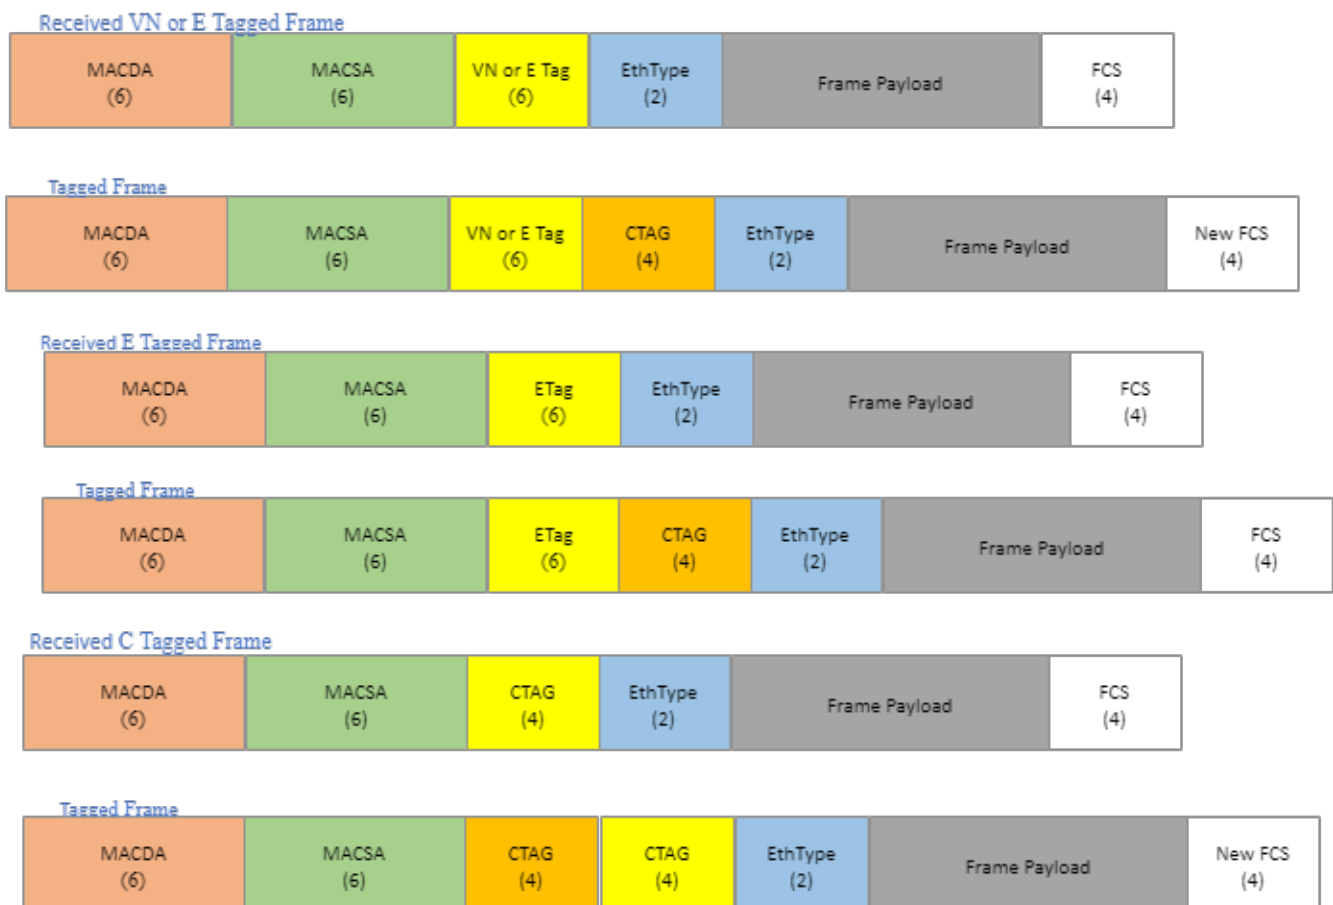 Received VN or E Tagged Frame
MACDA MACSA VN or E Tag EthType Frame Payload FCS
(6) (6) (6) (2) (4)
Tagged Frame
MACDA MACSA VN or E Tag CTAG EthType Frame Payload New FCS
(6) (6) (6) (4) (2) (4)
Received E Tagged Frame
MACDA MACSA ETag EthType Frame Payload FCS
(6) (6) (6) (2) (4)
Tagged Frame
MACDA MACSA ETag CTAG EthType Frame Payload FCS
(6) (6) (6) (4) (2) (4)
Received C Tagged Frame
MACDA MACSA CTAG EthType Frame Payload FCS
(6) (6) (4) (2) (4)
Tagged Frame
MACDA MACSA CTAG CTAG EthType Frame Payload New FCS
(6) (6) (4) (4) (2) (4)